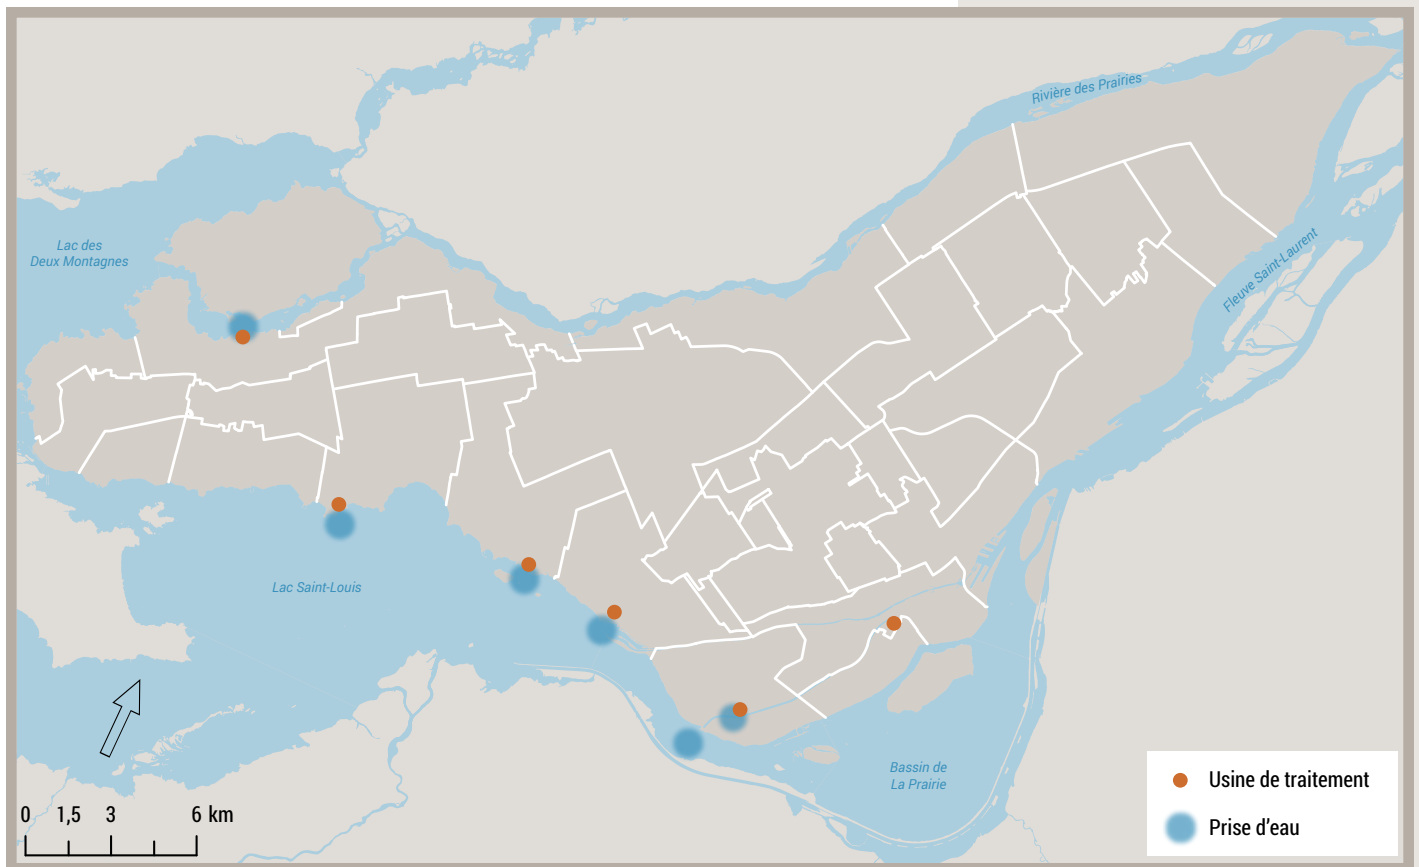 Rivière des Prairies
Lac des
Deux Montagnes
Fleuve Saint-Laurent
Lac Saint-Louis
Bassin de
La Prairie
0 1,5 3 6 km
Usine de traitement
Prise d'eau